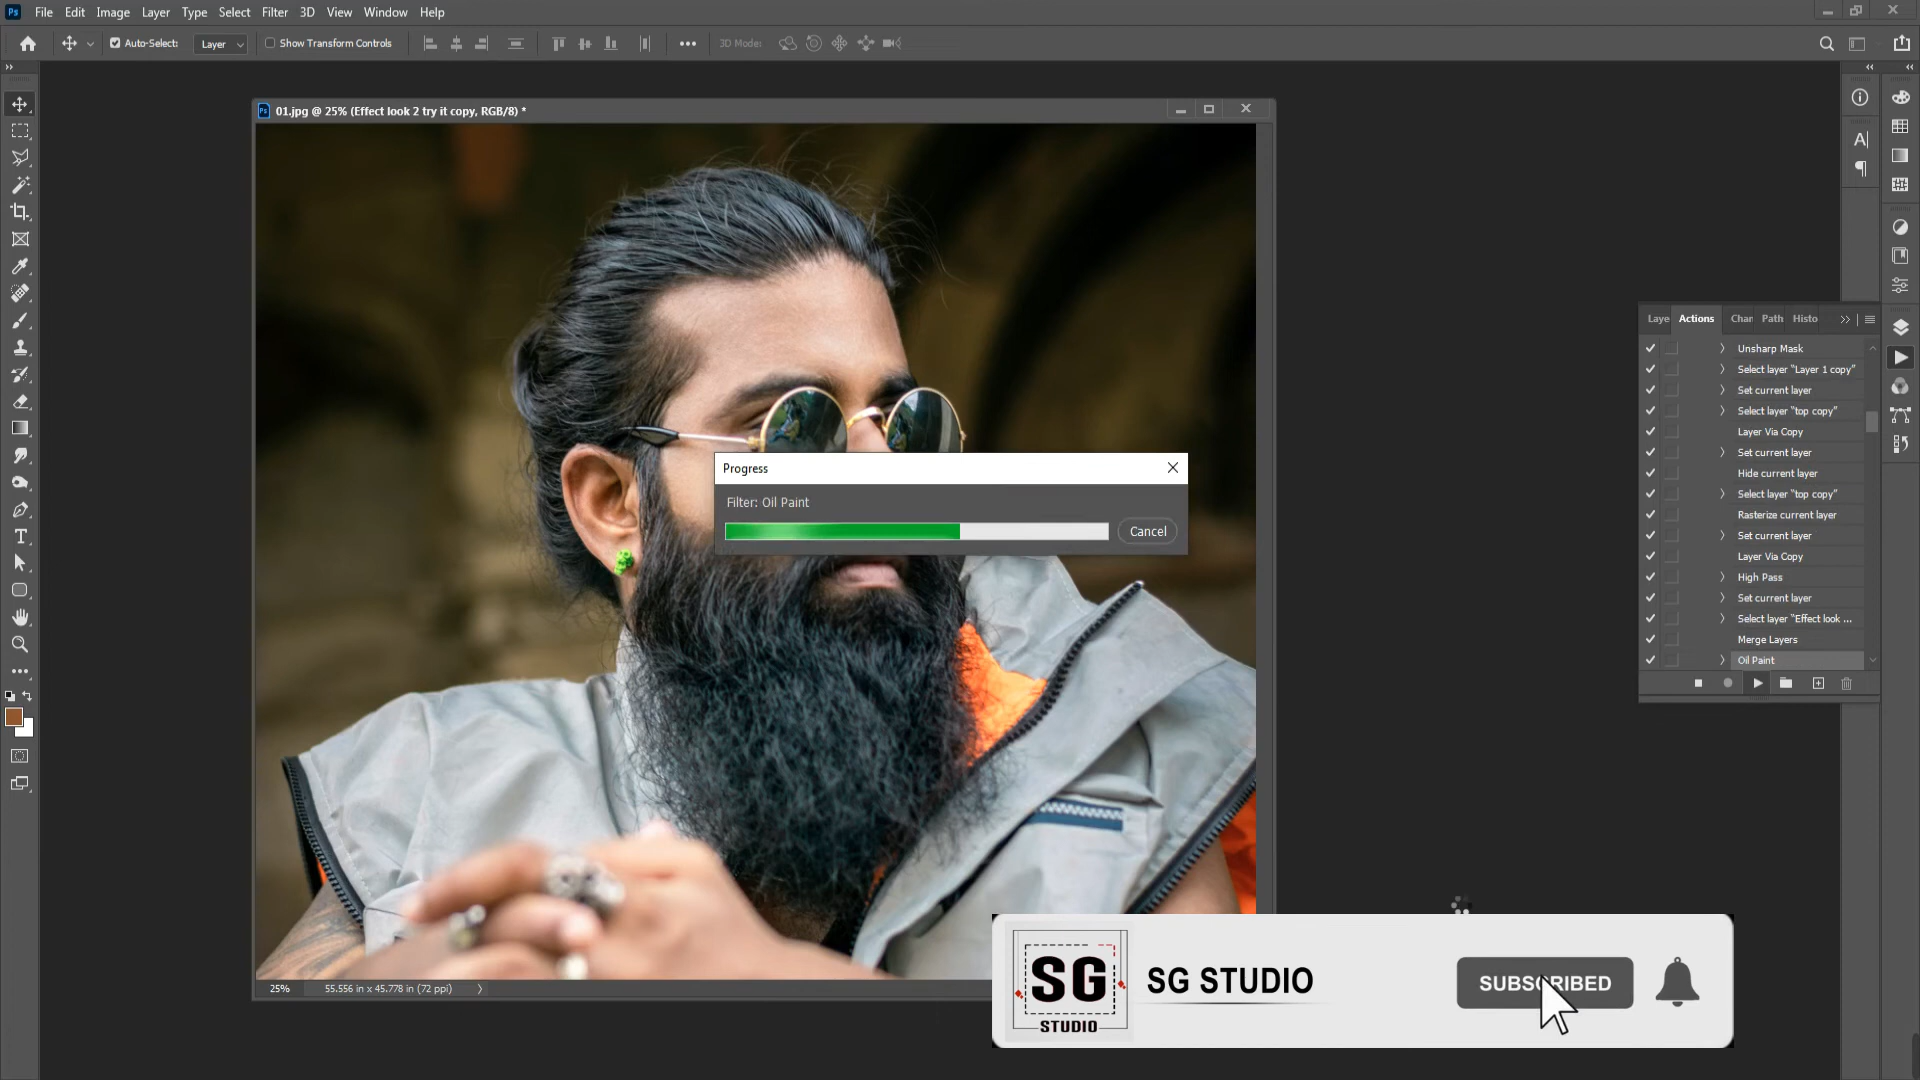 Ps File Edit Image Layer Type Select Filter 3D View Window Help
Auto-Select: Layer Show Transform Controls 3D Mode:
Ps 01.jpg @ 25% (Effect look 2 try it copy, RGB/8) *
Progress
Filter: Oil Paint
Cancel
Laye Actions Chan Path Histo
Unsharp Mask
Select layer "Layer 1 copy"
Set current layer
Select layer "top copy"
Layer Via Copy
Set current layer
Hide current layer
Select layer "top copy"
Rasterize current layer
Set current layer
Layer Via Copy
High Pass
Set current layer
Select layer "Effect look ...
Merge Layers
Oil Paint
25% 55.556 in x 45.778 in (72 ppi)
SG
STUDIO
SG STUDIO
SUBSCRIBED